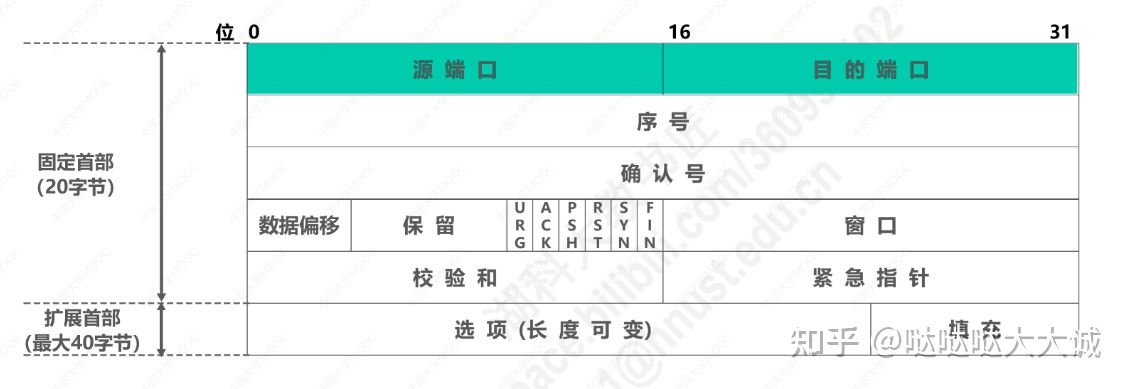 位 0 16 31
源端口 目的端口
序号
确认号
固定首部
(20字节)
数据偏移 保留 URG ACK PSH RST SYN FIN 窗口
校验和 紧急指针
扩展首部
(最大40字节)
选项 (长度可变) 填充
知乎 @哒哒哒大大诚